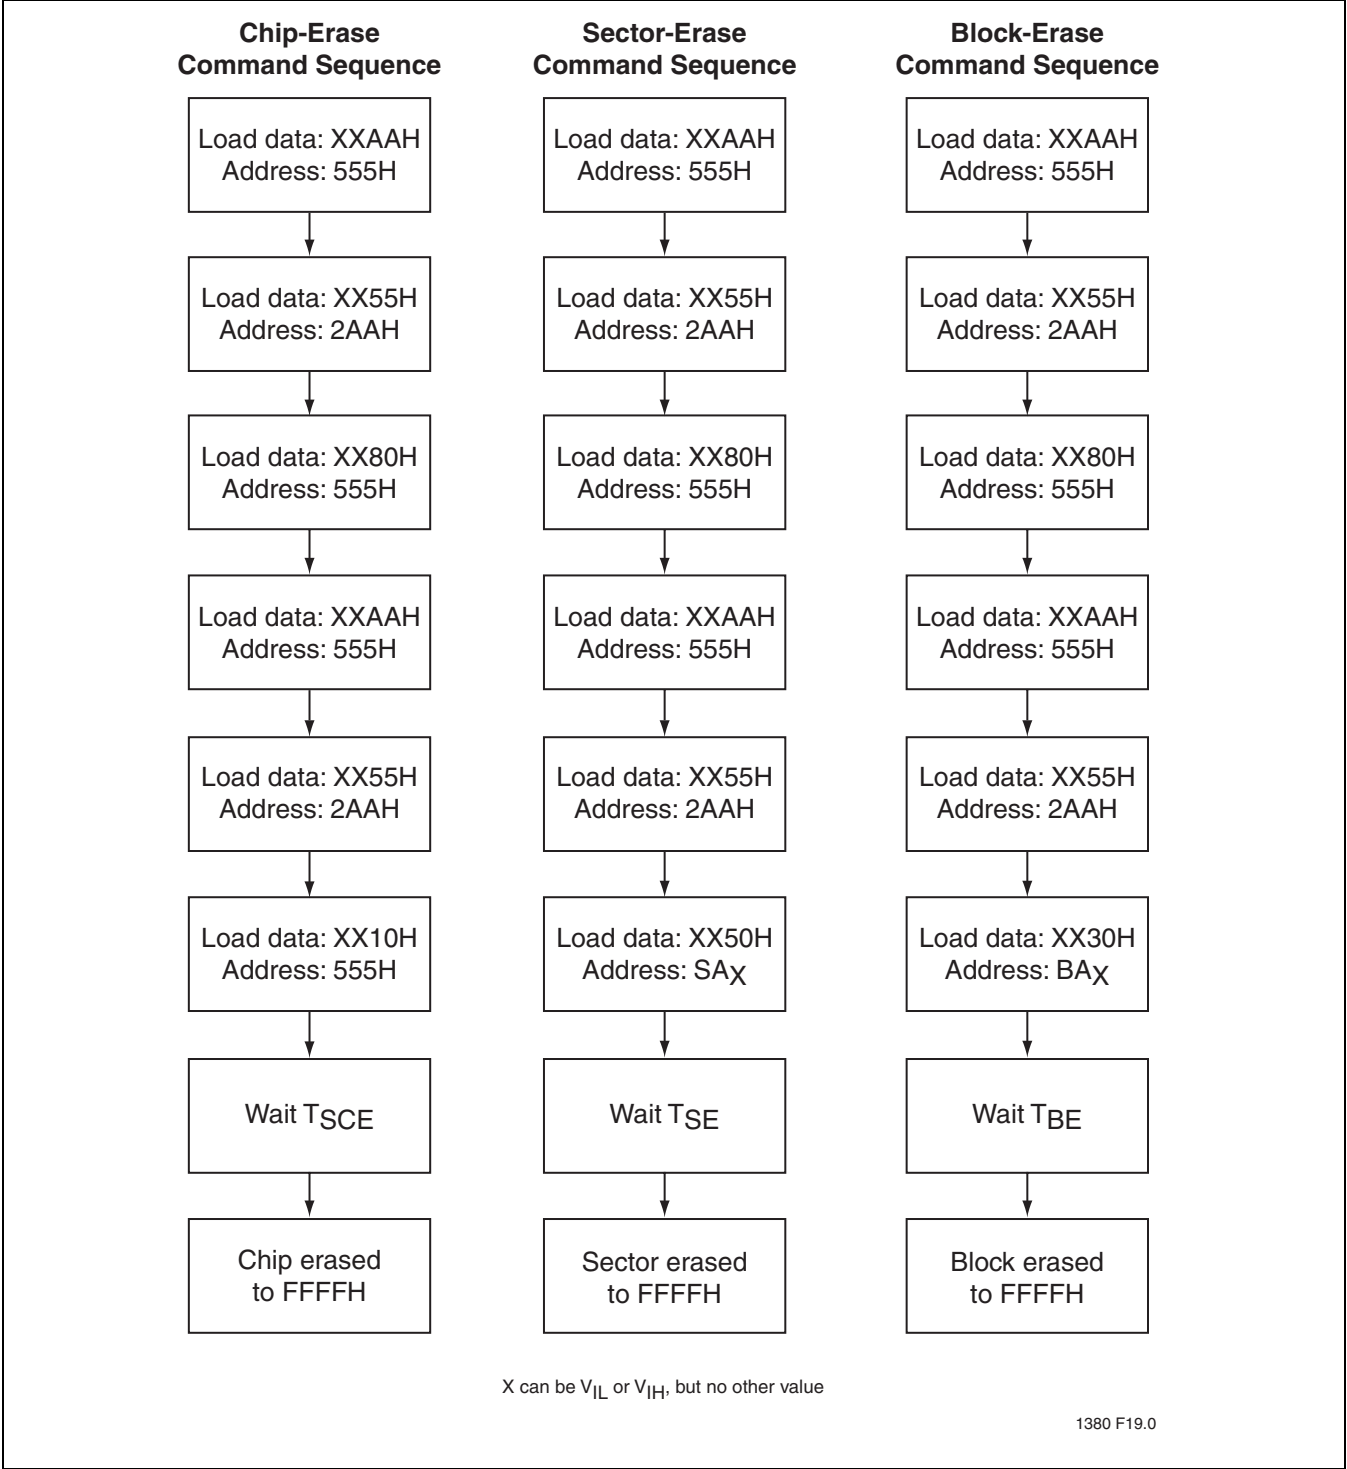 Chip-Erase
Command Sequence
Load data: XXAAH
Address: 555H
Load data: XX55H
Address: 2AAH
Load data: XX80H
Address: 555H
Load data: XXAAH
Address: 555H
Load data: XX55H
Address: 2AAH
Load data: XX10H
Address: 555H
Wait TSCE
Chip erased
to FFFFH
Sector-Erase
Command Sequence
Load data: XXAAH
Address: 555H
Load data: XX55H
Address: 2AAH
Load data: XX80H
Address: 555H
Load data: XXAAH
Address: 555H
Load data: XX55H
Address: 2AAH
Load data: XX50H
Address: SAX
Wait TSE
Sector erased
to FFFFH
Block-Erase
Command Sequence
Load data: XXAAH
Address: 555H
Load data: XX55H
Address: 2AAH
Load data: XX80H
Address: 555H
Load data: XXAAH
Address: 555H
Load data: XX55H
Address: 2AAH
Load data: XX30H
Address: BAX
Wait TBE
Block erased
to FFFFH
X can be VIL or VIH, but no other value
1380 F19.0